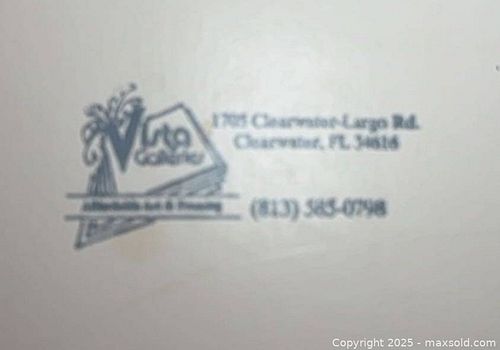 Vista
Galleries
Affordable Art & Framing
1705 Clearwater-Largo Rd.
Clearwater, FL 34616
(813) 585-0798
Copyright © 2025 - maxsold.com